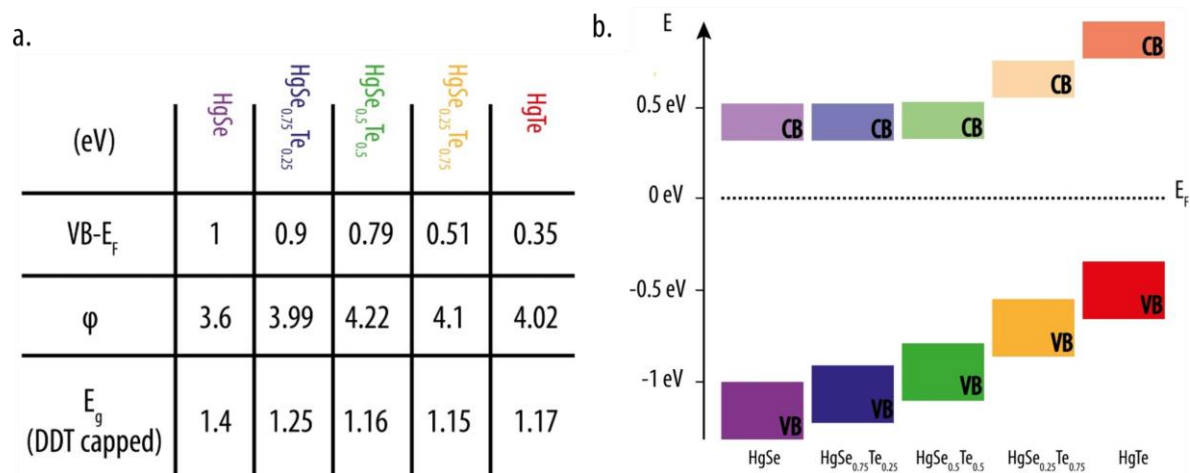 a.
(eV)
HgSe
HgSe0.75Te0.25
HgSe0.5Te0.5
HgSe0.25Te0.75
HgTe
VB-EF 1 0.9 0.79 0.51 0.35
φ 3.6 3.99 4.22 4.1 4.02
Eg
(DDT capped) 1.4 1.25 1.16 1.15 1.17
b.
E
0.5 eV
0 eV
-0.5 eV
-1 eV
CB
CB
CB
CB
CB
EF
VB
VB
VB
VB
VB
HgSe HgSe0.75Te0.25 HgSe0.5Te0.5 HgSe0.25Te0.75 HgTe